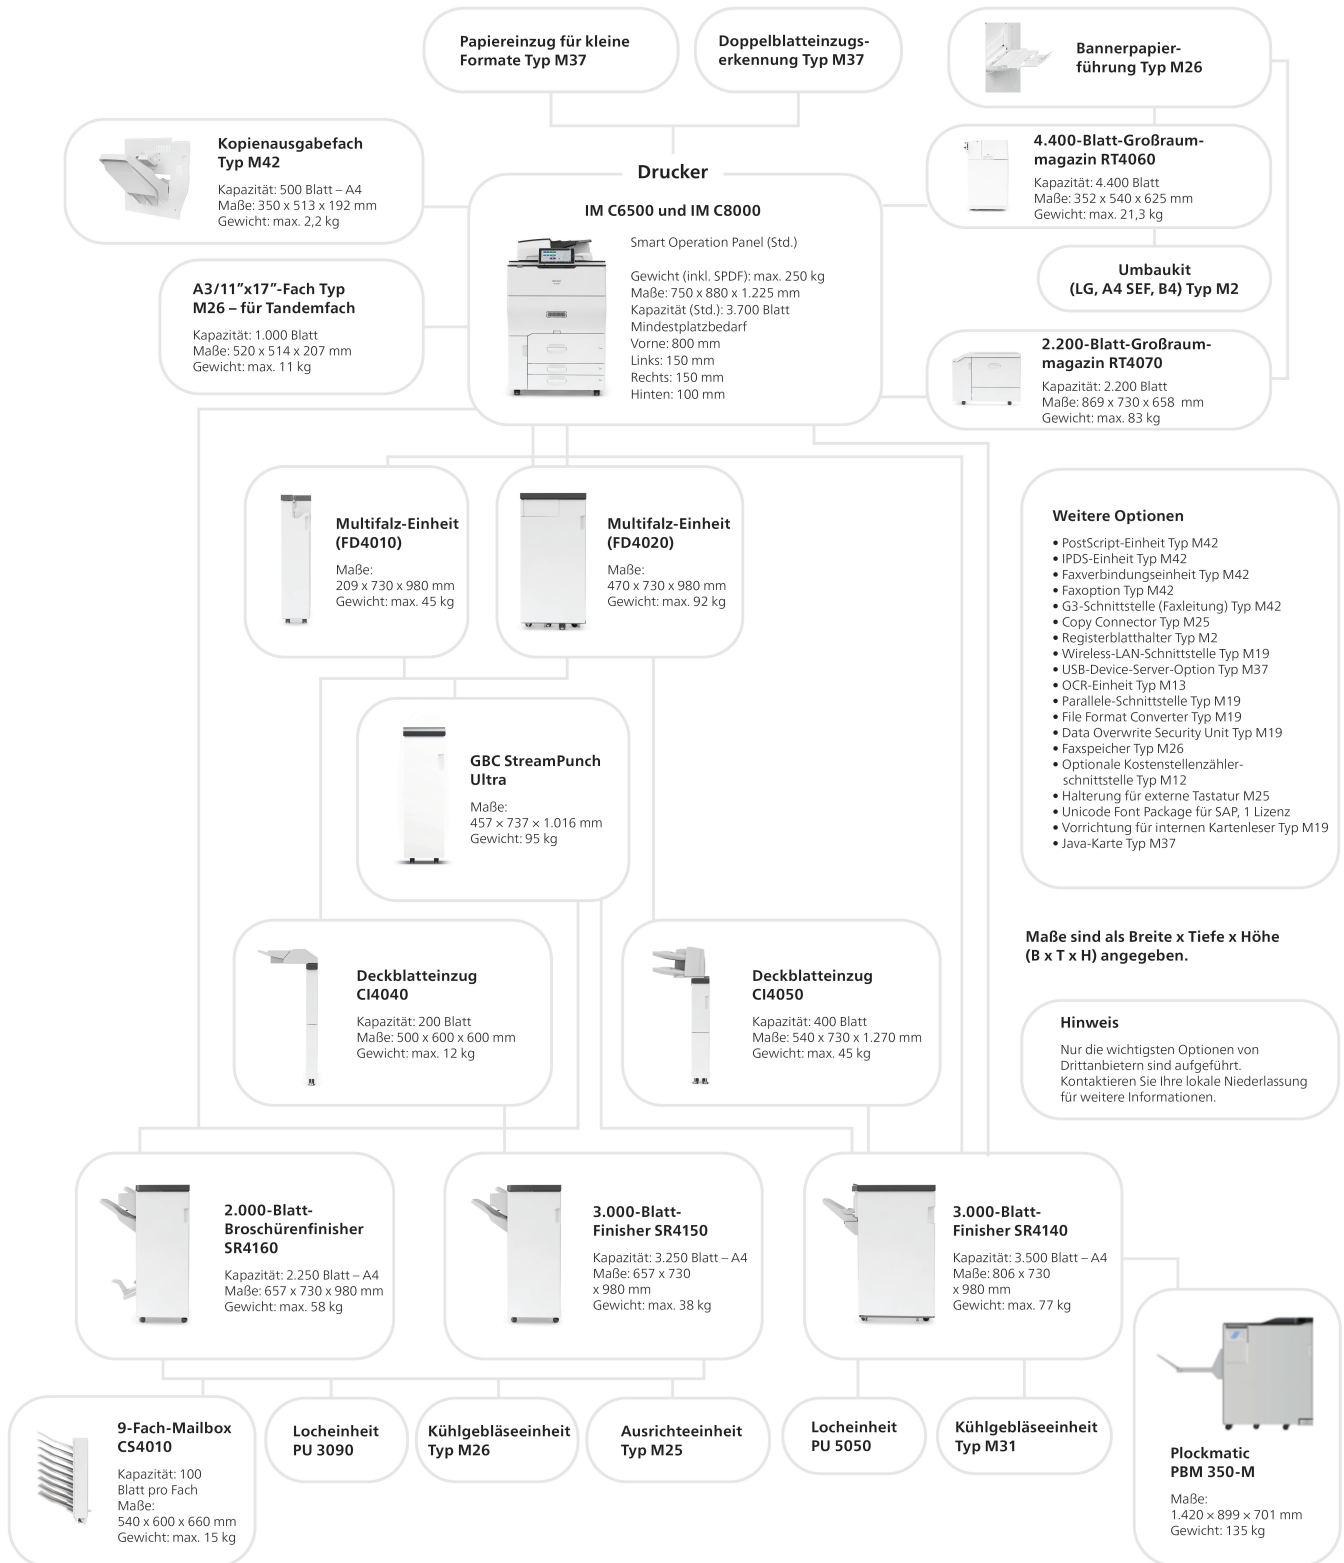 Papiereinzug für kleine
Formate Typ M37
Doppelblatteinzugs-
erkennung Typ M37
Bannerpapier-
führung Typ M26
Kopienausgabefach
Typ M42
Kapazität: 500 Blatt – A4
Maße: 350 x 513 x 192 mm
Gewicht: max. 2,2 kg
A3/11”x17”-Fach Typ
M26 – für Tandemfach
Kapazität: 1.000 Blatt
Maße: 520 x 514 x 207 mm
Gewicht: max. 11 kg
Drucker
IM C6500 und IM C8000
Smart Operation Panel (Std.)
Gewicht (inkl. SPDF): max. 250 kg
Maße: 750 x 880 x 1.225 mm
Kapazität (Std.): 3.700 Blatt
Mindestplatzbedarf
Vorne: 800 mm
Links: 150 mm
Rechts: 150 mm
Hinten: 100 mm
4.400-Blatt-Großraum-
magazin RT4060
Kapazität: 4.400 Blatt
Maße: 352 x 540 x 625 mm
Gewicht: max. 21,3 kg
Umbaukit
(LG, A4 SEF, B4) Typ M2
2.200-Blatt-Großraum-
magazin RT4070
Kapazität: 2.200 Blatt
Maße: 869 x 730 x 658  mm
Gewicht: max. 83 kg
Multifalz-Einheit
(FD4010)
Maße:
209 x 730 x 980 mm
Gewicht: max. 45 kg
Multifalz-Einheit
(FD4020)
Maße:
470 x 730 x 980 mm
Gewicht: max. 92 kg
Weitere Optionen
• PostScript-Einheit Typ M42
• IPDS-Einheit Typ M42
• Faxverbindungseinheit Typ M42
• Faxoption Typ M42
• G3-Schnittstelle (Faxleitung) Typ M42
• Copy Connector Typ M25
• Registerblatthalter Typ M2
• Wireless-LAN-Schnittstelle Typ M19
• USB-Device-Server-Option Typ M37
• OCR-Einheit Typ M13
• Parallele-Schnittstelle Typ M19
• File Format Converter Typ M19
• Data Overwrite Security Unit Typ M19
• Faxspeicher Typ M26
• Optionale Kostenstellenzähler-
schnittstelle Typ M12
• Halterung für externe Tastatur M25
• Unicode Font Package für SAP, 1 Lizenz
• Vorrichtung für internen Kartenleser Typ M19
• Java-Karte Typ M37
GBC StreamPunch
Ultra
Maße:
457 × 737 × 1.016 mm
Gewicht: 95 kg
Deckblatteinzug
CI4040
Kapazität: 200 Blatt
Maße: 500 x 600 x 600 mm
Gewicht: max. 12 kg
Deckblatteinzug
CI4050
Kapazität: 400 Blatt
Maße: 540 x 730 x 1.270 mm
Gewicht: max. 45 kg
Maße sind als Breite x Tiefe x Höhe
(B x T x H) angegeben.
Hinweis
Nur die wichtigsten Optionen von
Drittanbietern sind aufgeführt.
Kontaktieren Sie Ihre lokale Niederlassung
für weitere Informationen.
2.000-Blatt-
Broschürenfinisher
SR4160
Kapazität: 2.250 Blatt – A4
Maße: 657 x 730 x 980 mm
Gewicht: max. 58 kg
3.000-Blatt-
Finisher SR4150
Kapazität: 3.250 Blatt – A4
Maße: 657 x 730
x 980 mm
Gewicht: max. 38 kg
3.000-Blatt-
Finisher SR4140
Kapazität: 3.500 Blatt – A4
Maße: 806 x 730
x 980 mm
Gewicht: max. 77 kg
9-Fach-Mailbox
CS4010
Kapazität: 100
Blatt pro Fach
Maße:
540 x 600 x 660 mm
Gewicht: max. 15 kg
Locheinheit
PU 3090
Kühlgebläseeinheit
Typ M26
Ausrichteeinheit
Typ M25
Locheinheit
PU 5050
Kühlgebläseeinheit
Typ M31
Plockmatic
PBM 350-M
Maße:
1.420 × 899 × 701 mm
Gewicht: 135 kg